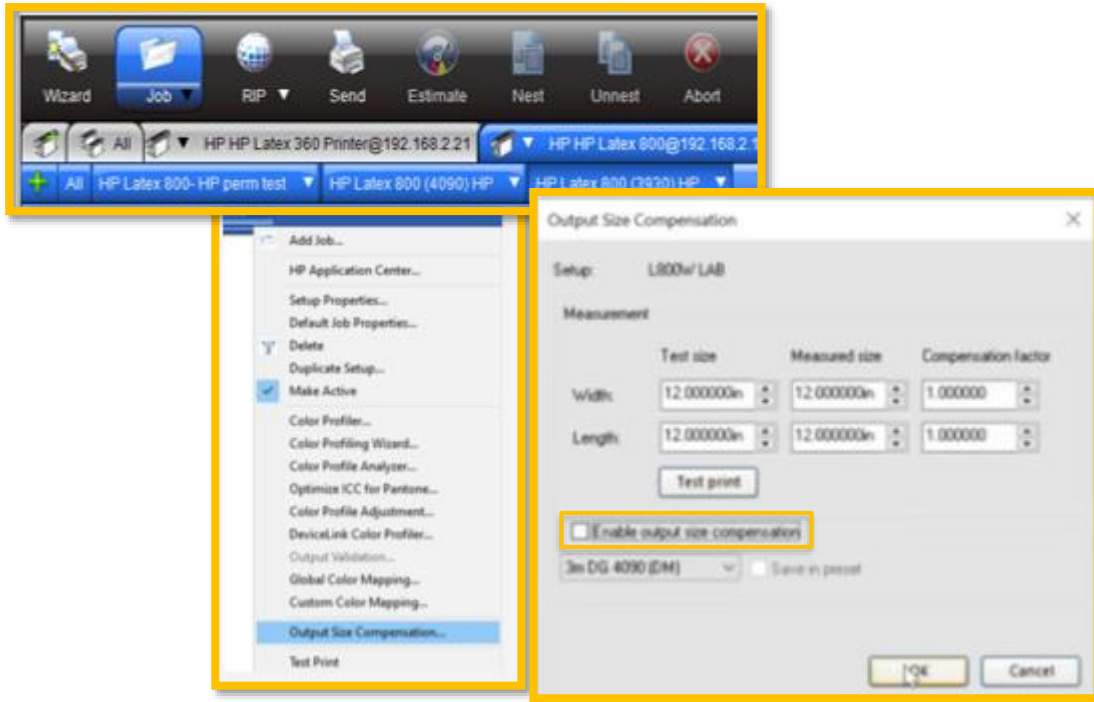 Wizard Job RIP Send Estimate Nest Unnest Abort
All HP HP Latex 360 Printer@192.168.2.21 HP HP Latex 800@192.168.2.1
All HP Latex 800- HP perm test HP Latex 800 (4090) HP HP Latex 800 (3930) HP
Add Job...
HP Application Center...
Setup Properties...
Default Job Properties...
Delete
Duplicate Setup...
Make Active
Color Profiler...
Color Profiling Wizard...
Color Profile Analyzer...
Optimize ICC for Pantone...
Color Profile Adjustment...
DeviceLink Color Profiler...
Output Validation...
Global Color Mapping...
Custom Color Mapping...
Output Size Compensation...
Test Print
Output Size Compensation
Setup: L800W LAB
Measurement
Test size Measured size Compensation factor
Width: 12.000000in 12.000000in 1.000000
Length: 12.000000in 12.000000in 1.000000
Test print
Enable output size compensation
3m DG 4090 (DM) Save in preset
OK Cancel